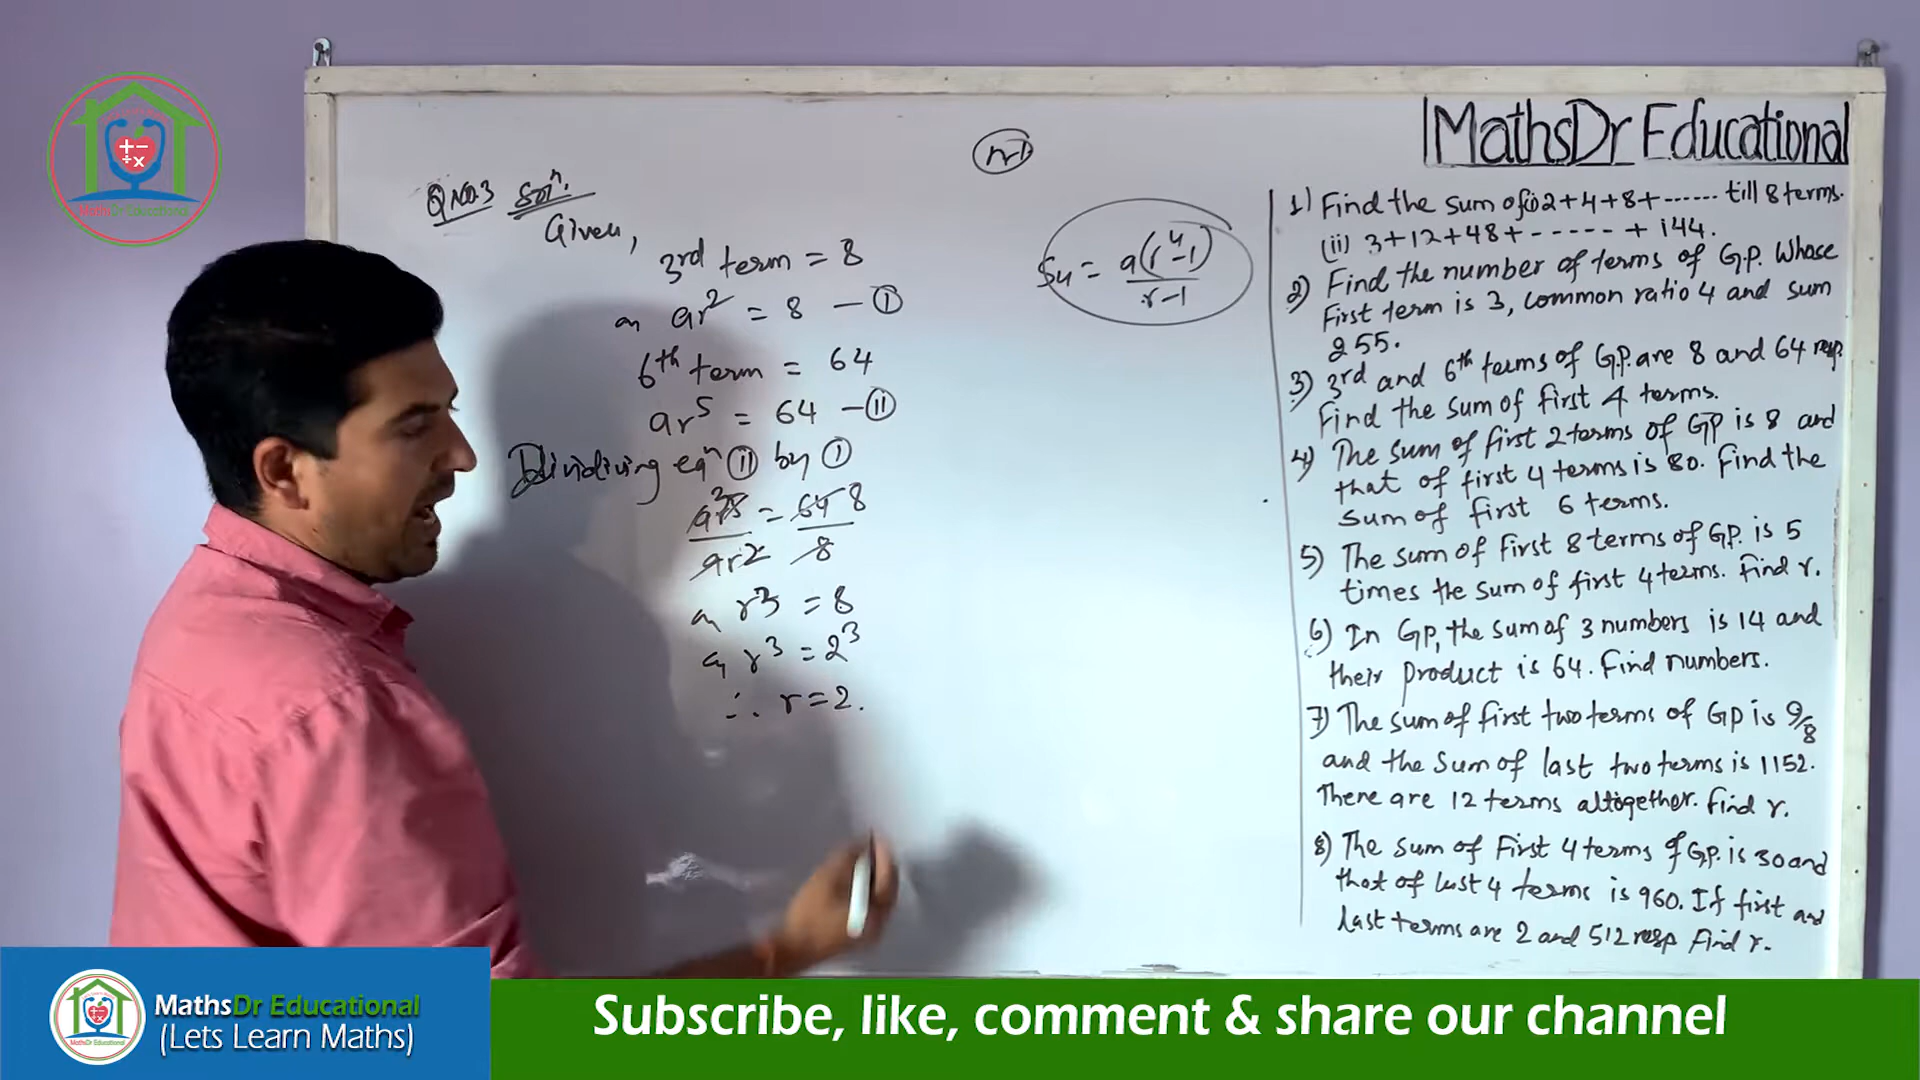 MathsDr Educational
n-1
Q No.3 Solⁿ.
Given,
3rd term = 8
ar² = 8 — ①
6th term = 64
ar⁵ = 64 — ⑪
Dividing eqⁿ ⑪ by ①
ar⁵ = 64 8
ar² 8
r³ = 8
r³ = 2³
∴ r = 2.
S4 = a(r⁴-1)
r-1
1) Find the sum of (i) 2+4+8+------ till 8 terms.
(ii) 3+12+48+------+ 144.
2) Find the number of terms of G.P. whose
First term is 3, common ratio 4 and sum
255.
3) 3rd and 6th terms of G.P. are 8 and 64 resp.
Find the sum of first 4 terms.
4) The sum of first 2 terms of GP is 8 and
that of first 4 terms is 80. Find the
sum of first 6 terms.
5) The sum of first 8 terms of GP. is 5
times the sum of first 4 terms. Find r.
6) In GP, the sum of 3 numbers is 14 and
their product is 64. Find numbers.
7) The sum of first two terms of GP is 9/8
and the sum of last two terms is 1152.
There are 12 terms altogether. Find r.
8) The sum of First 4 terms of G.P. is 30 and
that of last 4 terms is 960. If first and
last terms are 2 and 512 resp Find r.
+−
÷×
MathsDr Educational
MathsDr Educational
(Lets Learn Maths)
MathsDr Educational
Subscribe, like, comment & share our channel